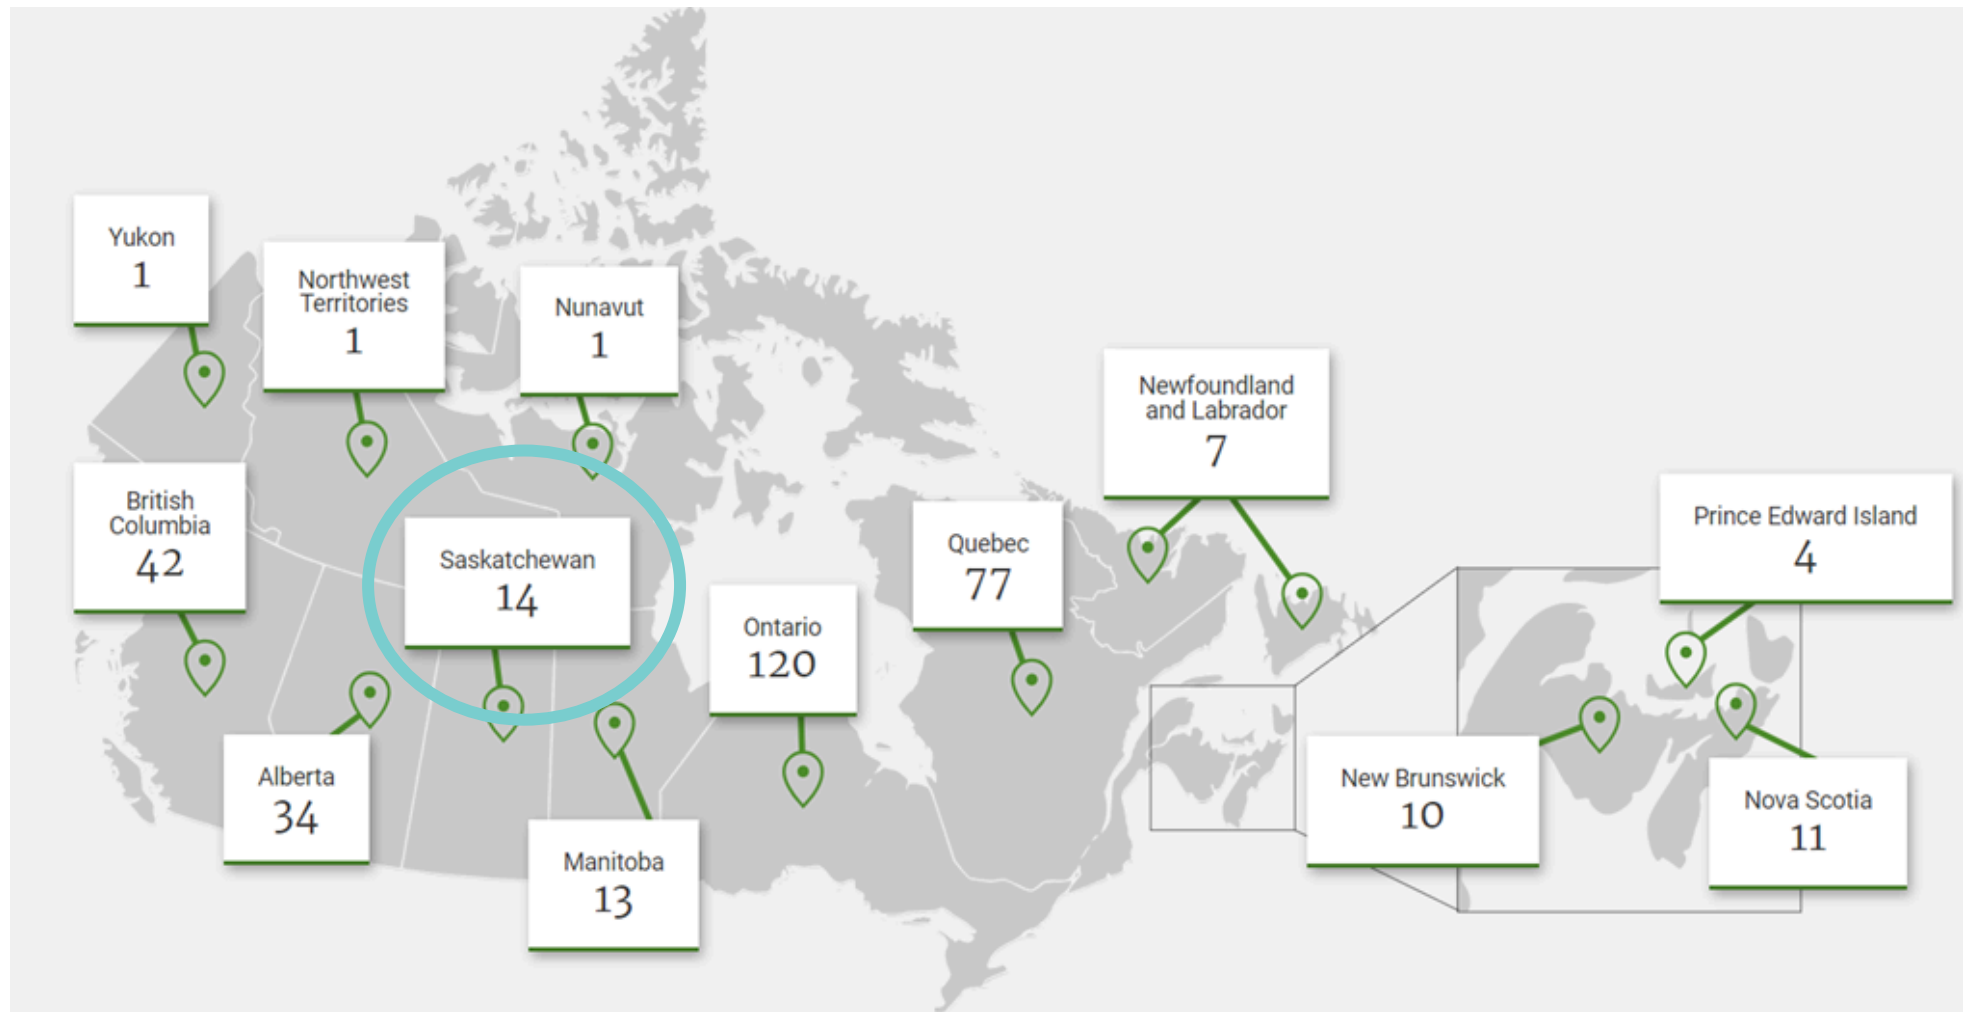 Yukon
1
Northwest
Territories
1
Nunavut
1
Newfoundland
and Labrador
7
British
Columbia
42
Saskatchewan
14
Quebec
77
Prince Edward Island
4
Ontario
120
Alberta
34
Manitoba
13
New Brunswick
10
Nova Scotia
11